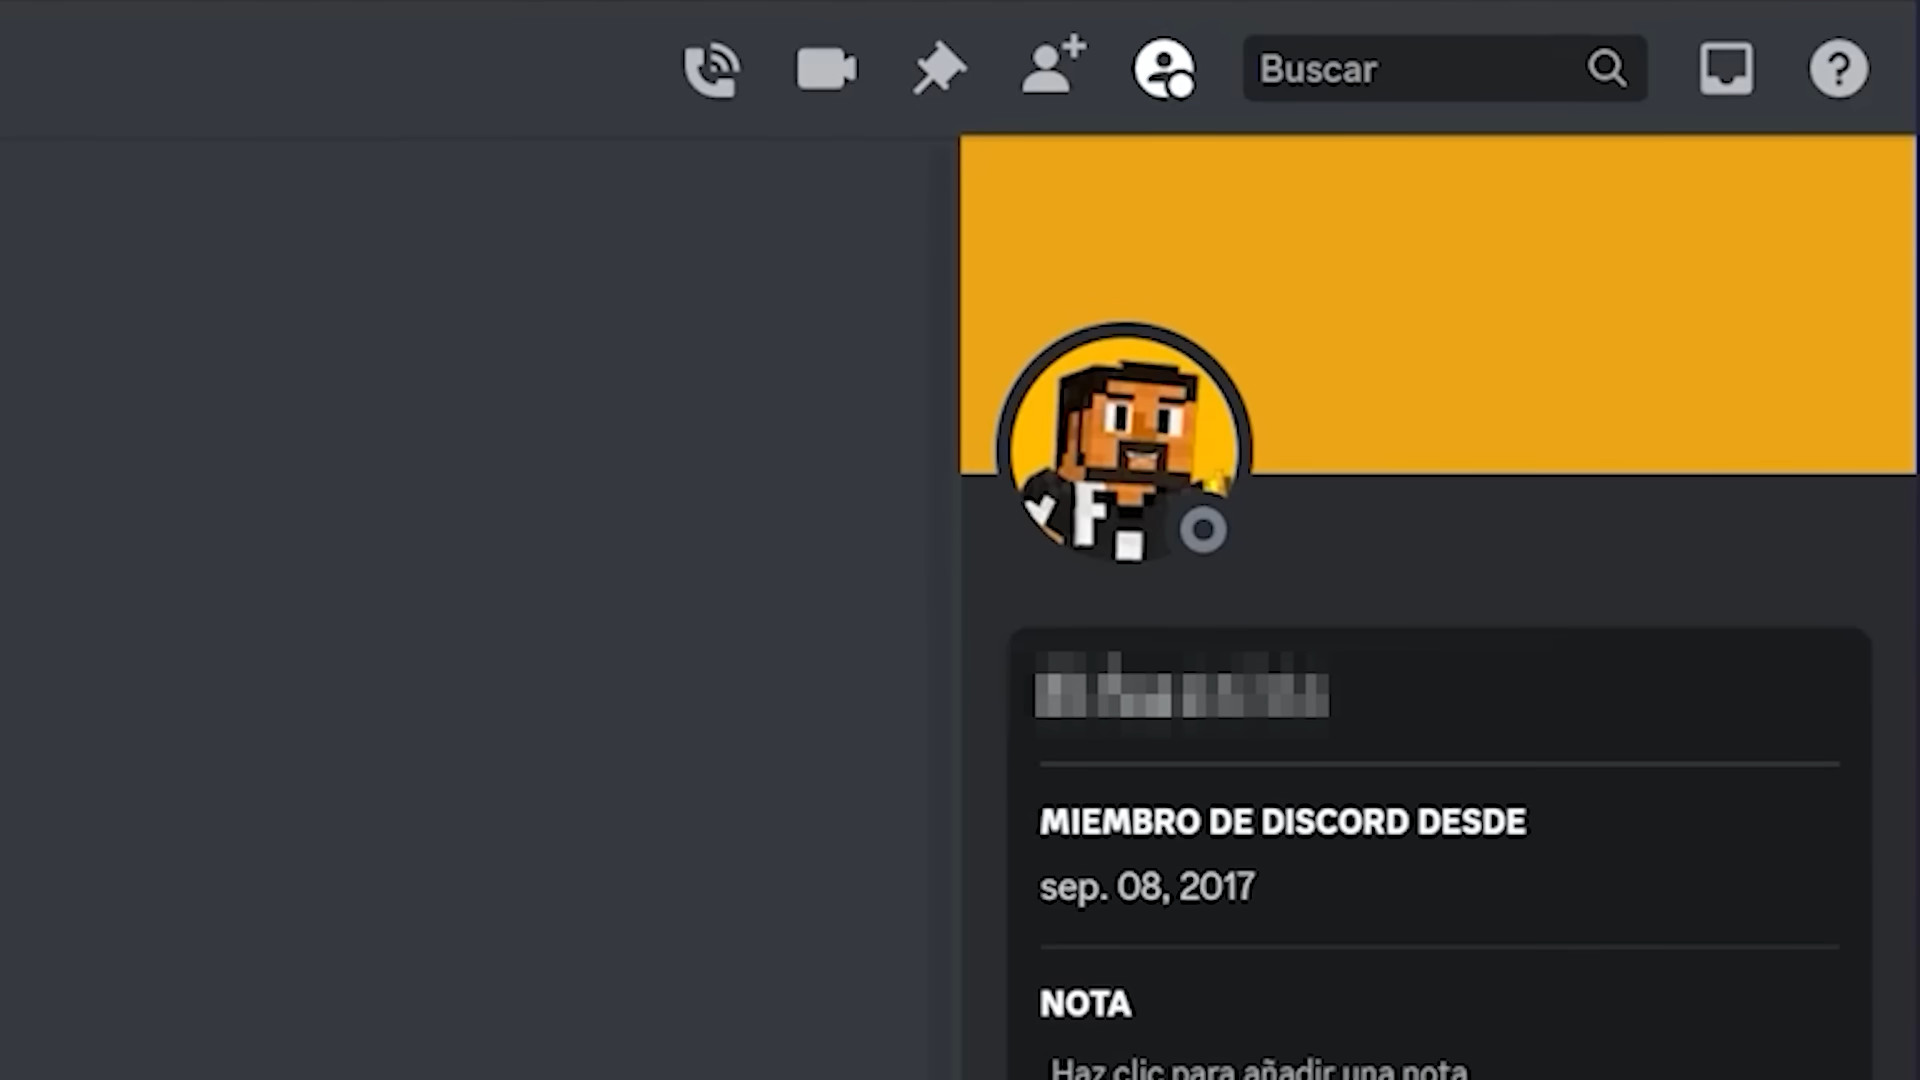 Buscar
F
MIEMBRO DE DISCORD DESDE
sep. 08, 2017
NOTA
Haz clic para añadir una nota